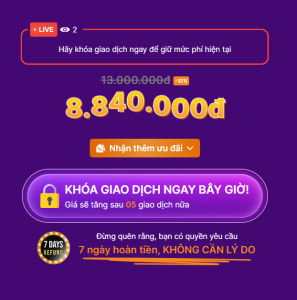 LIVE 2
Hãy khóa giao dịch ngay để giữ mức phí hiện tại
13.000.000đ -32%
8.840.000đ
Nhận thêm ưu đãi
KHÓA GIAO DỊCH NGAY BÂY GIỜ!
Giá sẽ tăng sau 05 giao dịch nữa
7 DAYS
REFUND
Đừng quên rằng, bạn có quyền yêu cầu
7 ngày hoàn tiền, KHÔNG CẦN LÝ DO